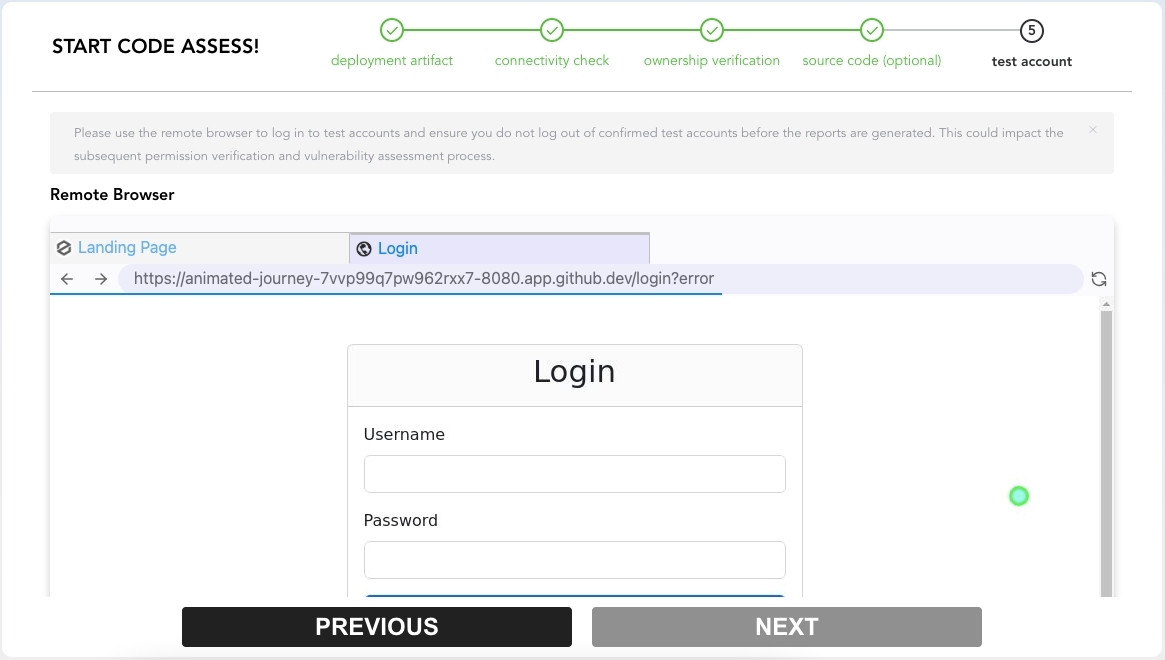 START CODE ASSESS!
deployment artifact
connectivity check
ownership verification
source code (optional)
5
test account
Please use the remote browser to log in to test accounts and ensure you do not log out of confirmed test accounts before the reports are generated. This could impact the
subsequent permission verification and vulnerability assessment process.
Remote Browser
Landing Page
Login
https://animated-journey-7vvp99q7pw962rxx7-8080.app.github.dev/login?error
Login
Username
Password
PREVIOUS
NEXT